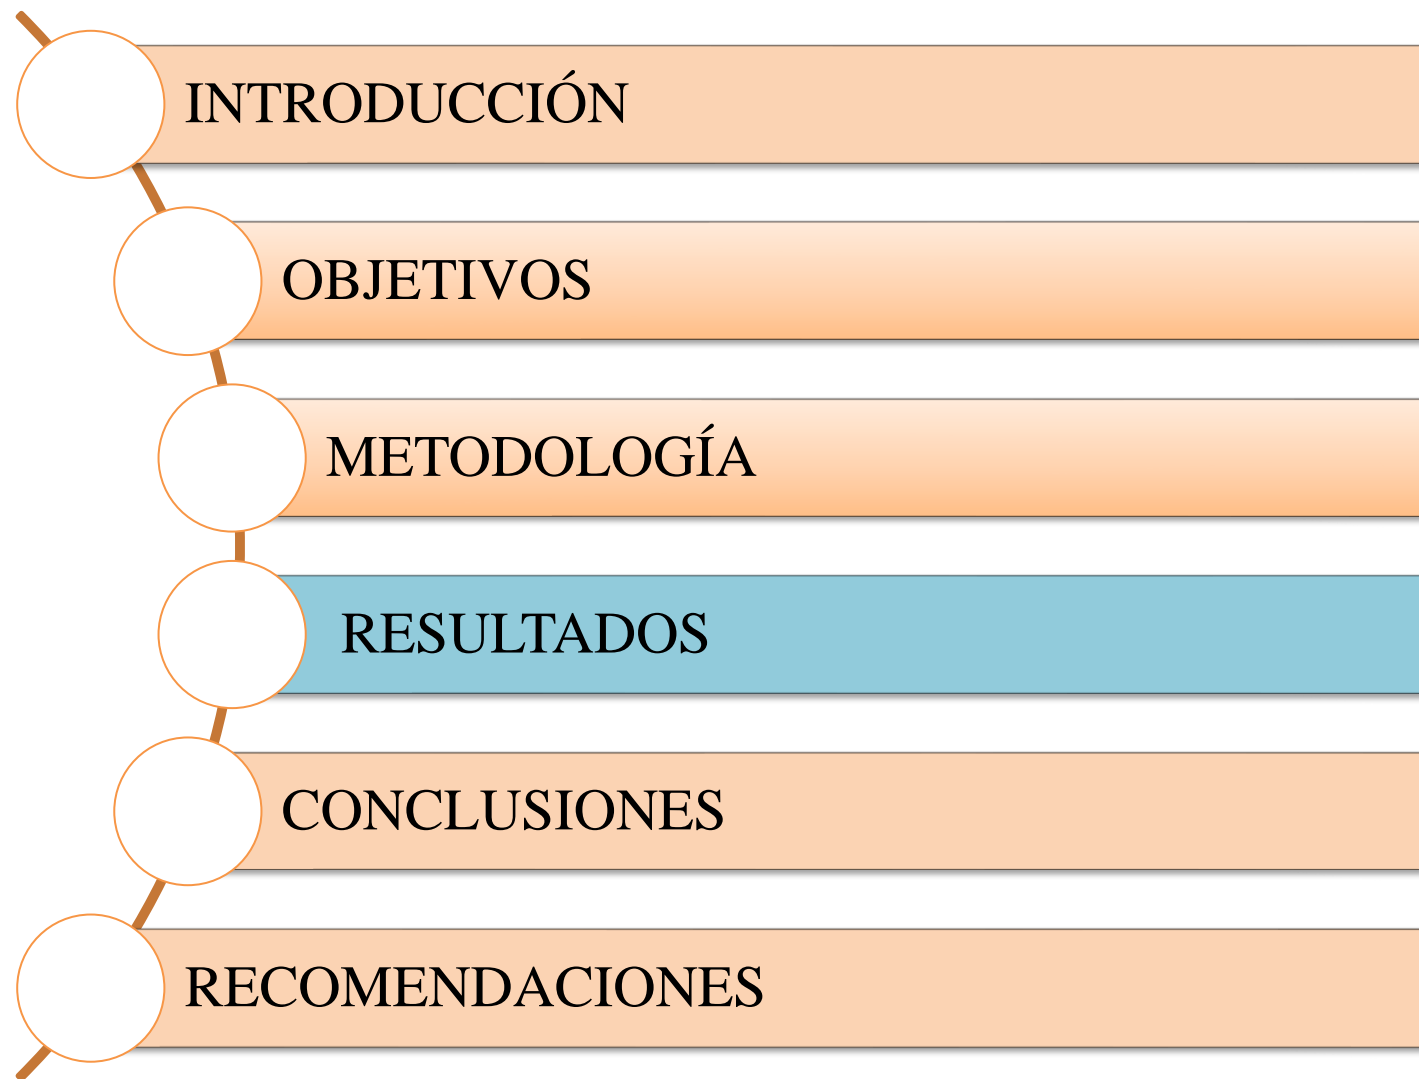 INTRODUCCIÓN
OBJETIVOS
METODOLOGÍA
RESULTADOS
CONCLUSIONES
RECOMENDACIONES